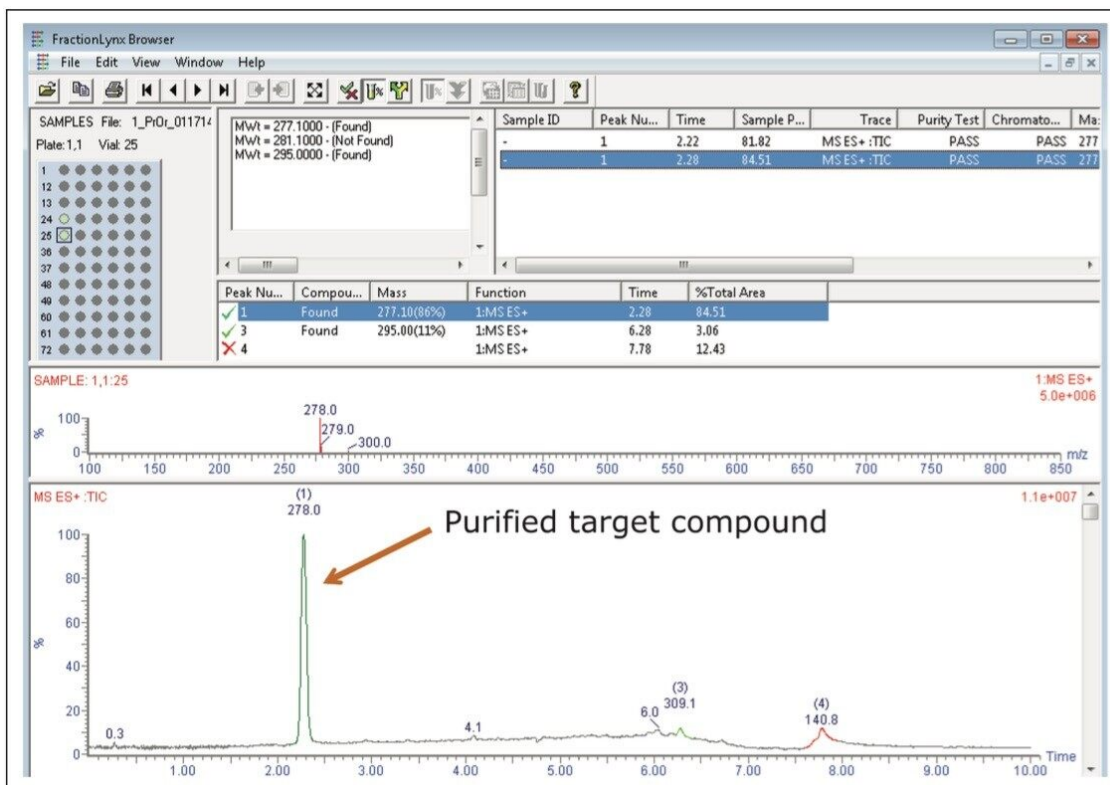 FractionLynx Browser
File Edit View Window Help
SAMPLES File: 1_PrOr_011714
Plate:1,1 Vial: 25
1
12
13
24
25
36
37
48
49
60
61
72
MWt = 277.1000 - (Found)
MWt = 281.1000 - (Not Found)
MWt = 295.0000 - (Found)
Sample ID Peak Nu... Time Sample P... Trace Purity Test Chromato... Ma:
- 1 2.22 81.82 MS ES+ :TIC PASS PASS 277
- 1 2.28 84.51 MS ES+ :TIC PASS PASS 277
Peak Nu... Compou... Mass Function Time %Total Area
1 Found 277.10(86%) 1:MS ES+ 2.28 84.51
3 Found 295.00(11%) 1:MS ES+ 6.28 3.06
4 1:MS ES+ 7.78 12.43
SAMPLE: 1,1:25 1:MS ES+
5.0e+006
278.0
279.0
300.0
100
%
0
100 150 200 250 300 350 400 450 500 550 600 650 700 750 800 850 m/z
MS ES+ :TIC 1.1e+007
(1)
278.0
Purified target compound
100
80
60
%
40
20
0
0.3
4.1
6.0
(3)
309.1
(4)
140.8
1.00 2.00 3.00 4.00 5.00 6.00 7.00 8.00 9.00 10.00 Time